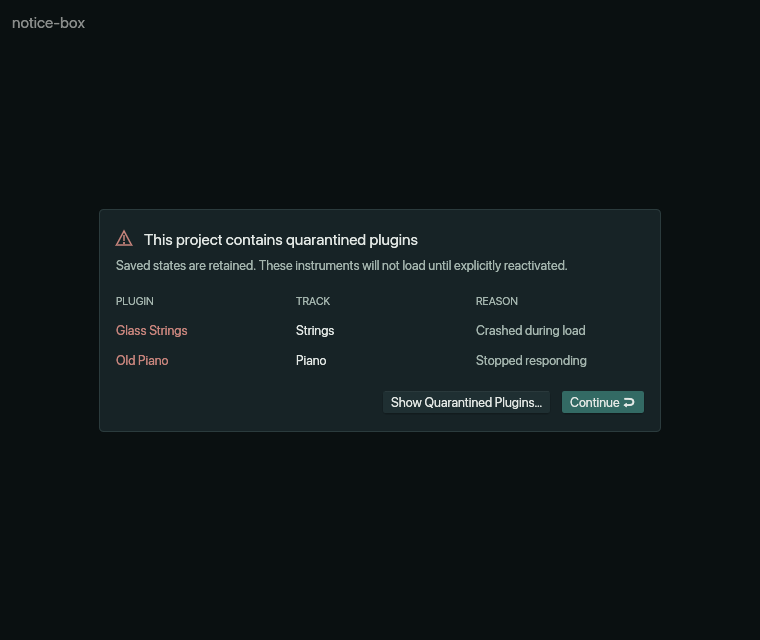 notice-box
This project contains quarantined plugins
Saved states are retained. These instruments will not load until explicitly reactivated.
PLUGIN TRACK REASON
Glass Strings Strings Crashed during load
Old Piano Piano Stopped responding
Show Quarantined Plugins... Continue